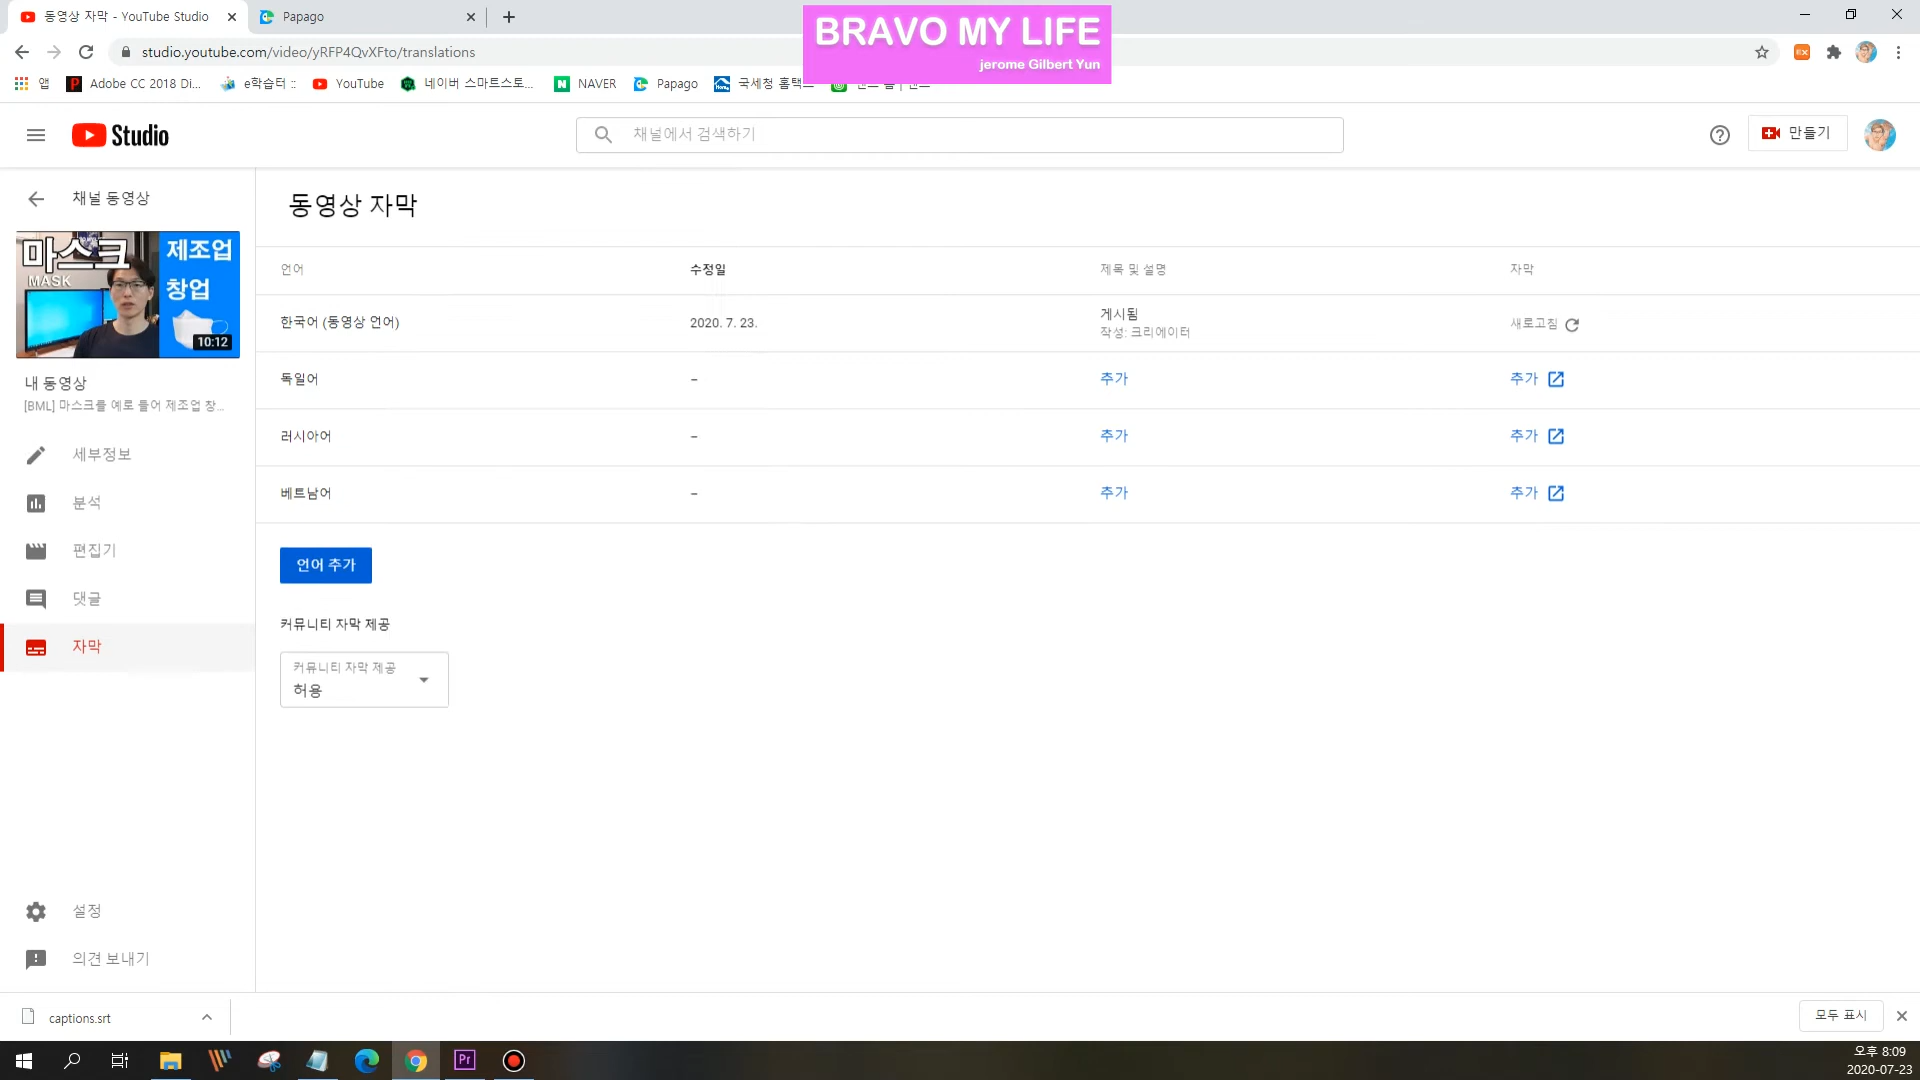 동영상 자막 - YouTube Studio
Papago
BRAVO MY LIFE
jerome Gilbert Yun
studio.youtube.com/video/yRFP4QvXFto/translations
앱
Adobe CC 2018 Di...
e학습터 ::
YouTube
네이버 스마트스토...
NAVER
Papago
국세청 홈택스
Studio
채널에서 검색하기
만들기
채널 동영상
동영상 자막
마스크
MASK
제조업
창업
10:12
내 동영상
[BML] 마스크를 예로 들어 제조업 창...
세부정보
분석
편집기
댓글
자막
설정
의견 보내기
언어
수정일
제목 및 설명
자막
한국어 (동영상 언어)
2020. 7. 23.
게시됨
작성: 크리에이터
새로고침
독일어
–
추가
추가
러시아어
–
추가
추가
베트남어
–
추가
추가
언어 추가
커뮤니티 자막 제공
커뮤니티 자막 제공
허용
captions.srt
모두 표시
Pr
오후 8:09
2020-07-23